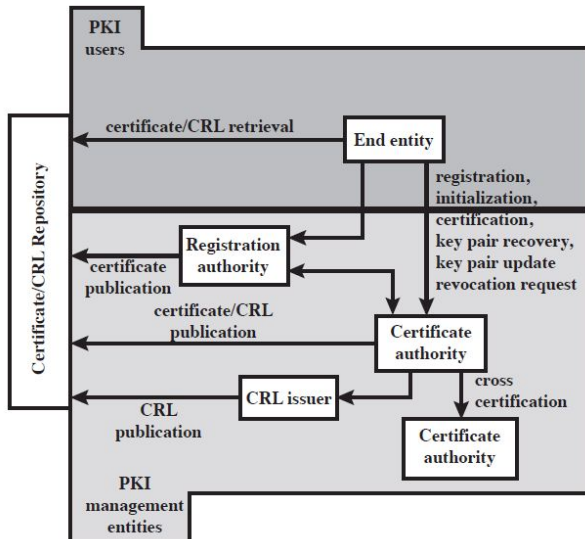 PKI
users
certificate/CRL retrieval
End entity
registration,
initialization,
certification,
key pair recovery,
key pair update
revocation request
Certificate/CRL Repository
Registration
authority
certificate
publication
certificate/CRL
publication
Certificate
authority
CRL issuer
CRL
publication
cross
certification
Certificate
authority
PKI
management
entities